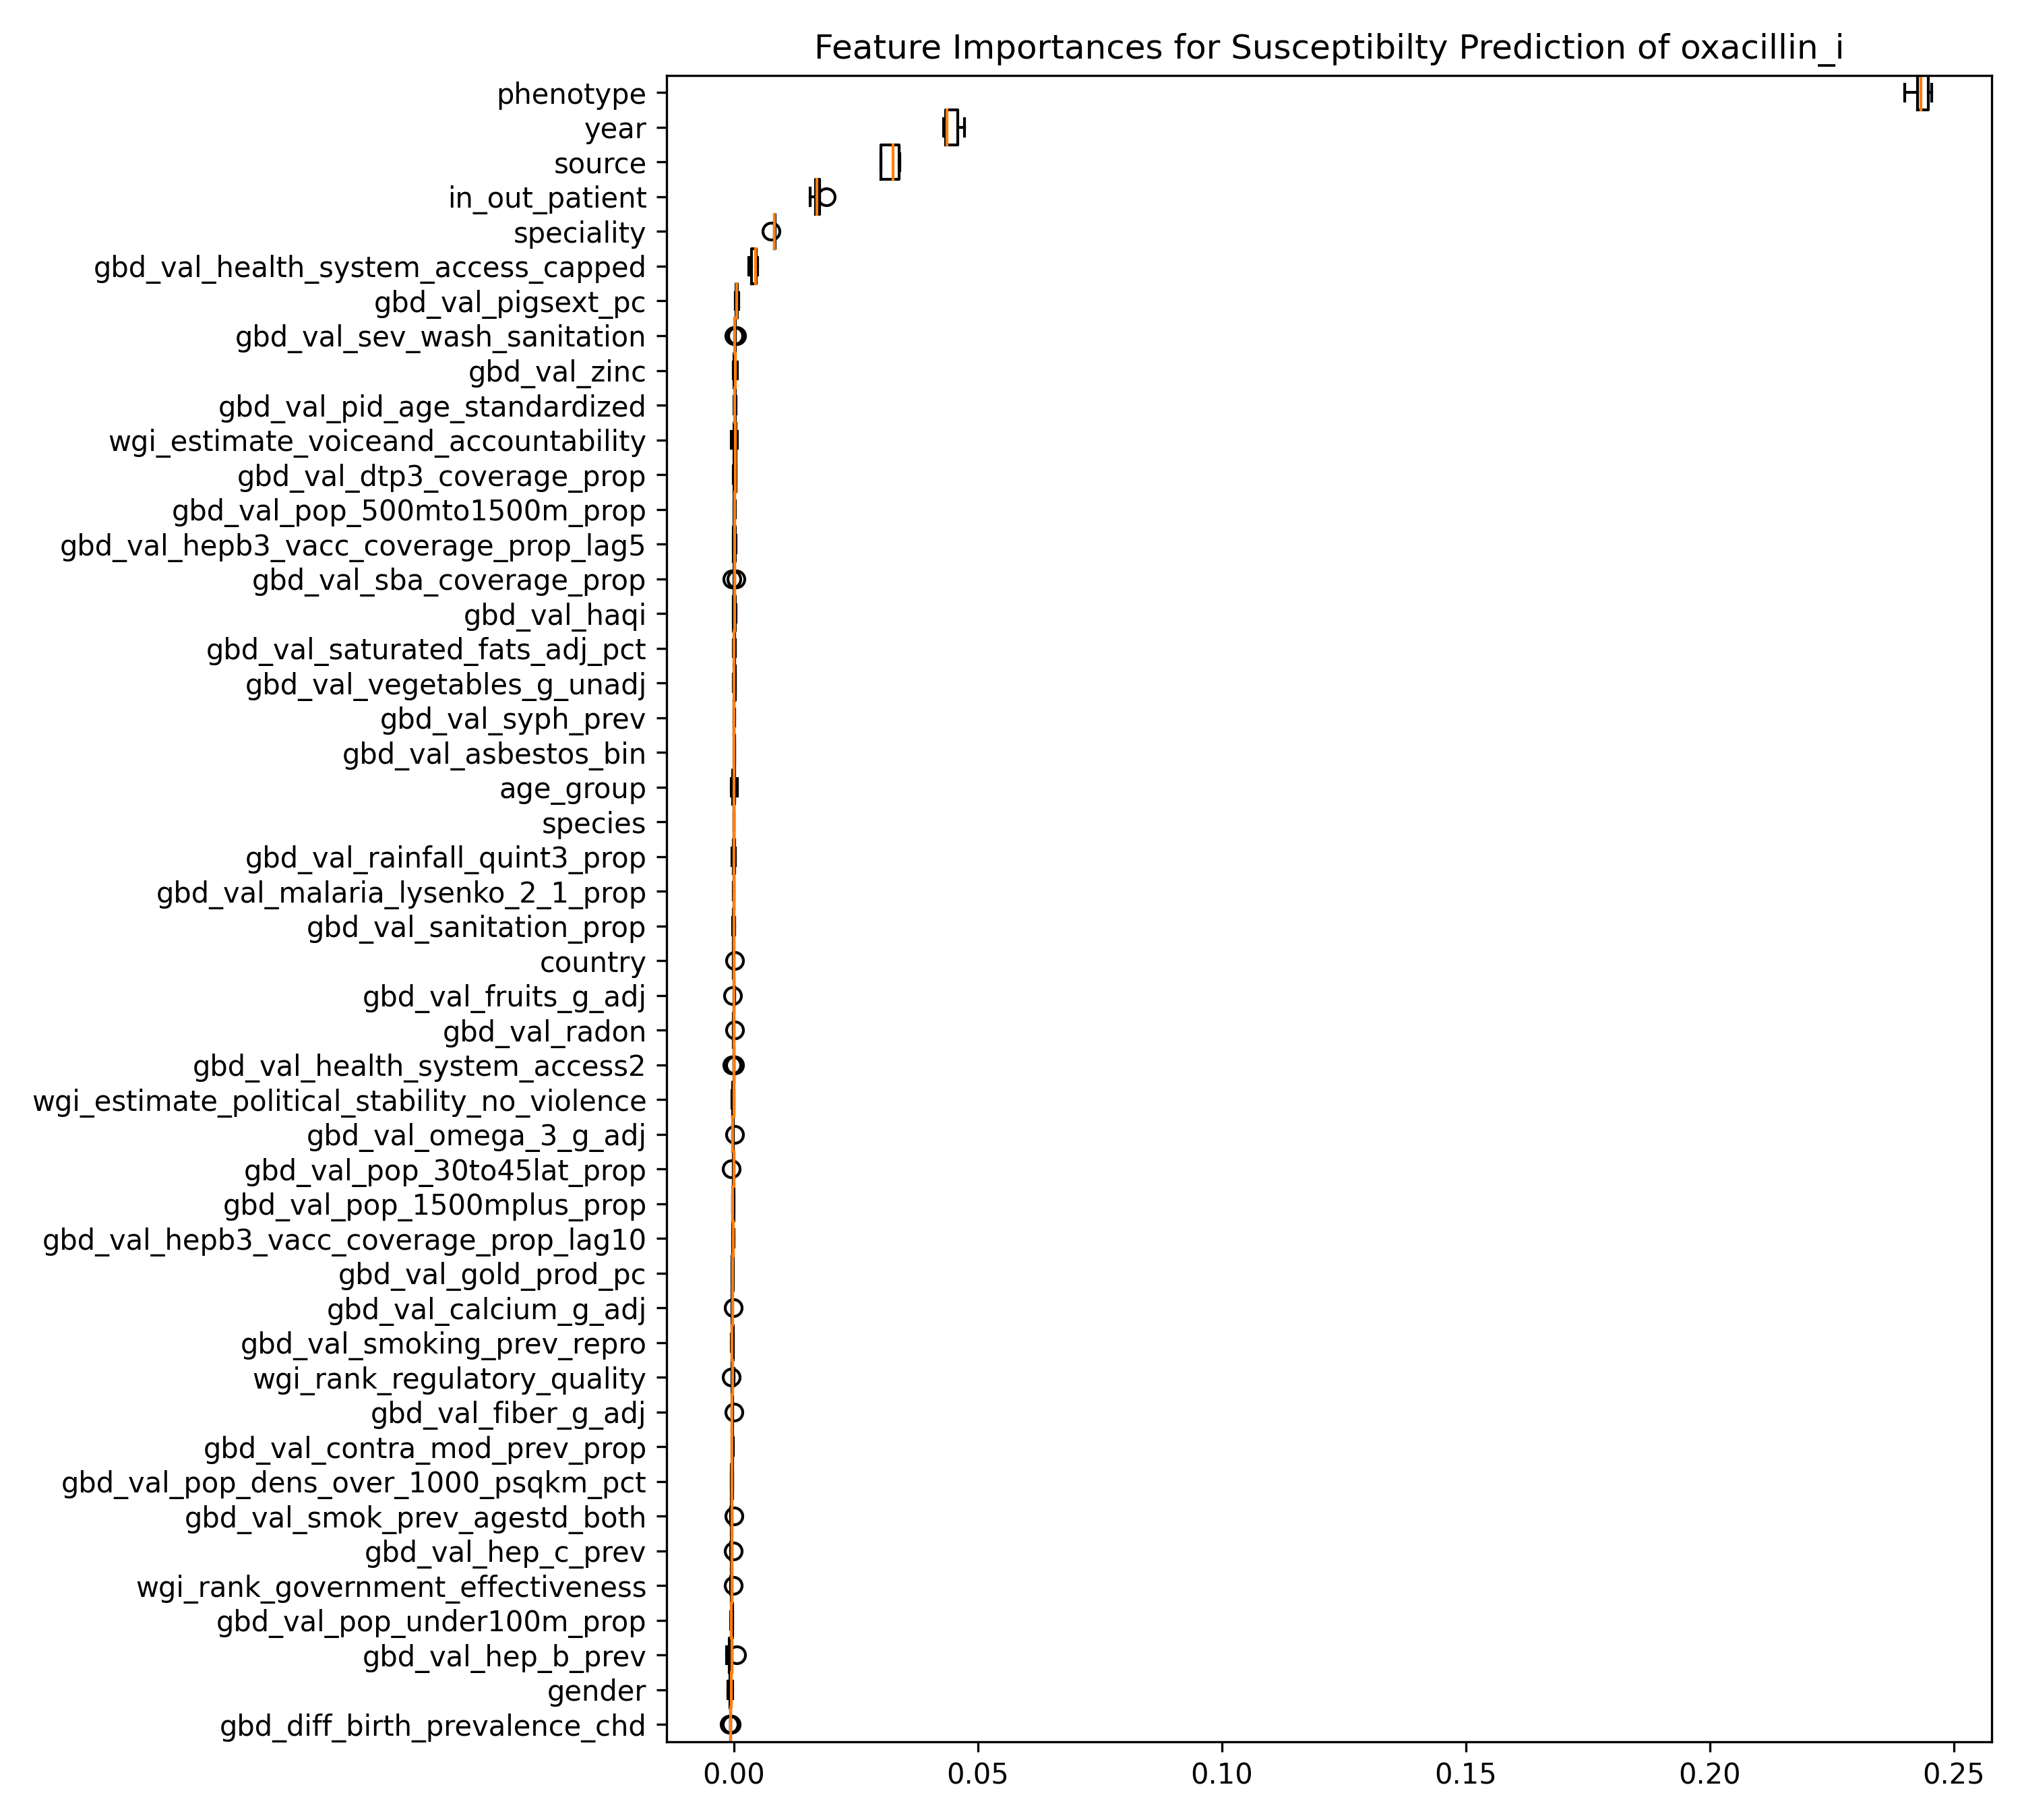 Feature Importances for Susceptibilty Prediction of oxacillin_i
phenotype
year
source
in_out_patient
speciality
gbd_val_health_system_access_capped
gbd_val_pigsext_pc
gbd_val_sev_wash_sanitation
gbd_val_zinc
gbd_val_pid_age_standardized
wgi_estimate_voiceand_accountability
gbd_val_dtp3_coverage_prop
gbd_val_pop_500mto1500m_prop
gbd_val_hepb3_vacc_coverage_prop_lag5
gbd_val_sba_coverage_prop
gbd_val_haqi
gbd_val_saturated_fats_adj_pct
gbd_val_vegetables_g_unadj
gbd_val_syph_prev
gbd_val_asbestos_bin
age_group
species
gbd_val_rainfall_quint3_prop
gbd_val_malaria_lysenko_2_1_prop
gbd_val_sanitation_prop
country
gbd_val_fruits_g_adj
gbd_val_radon
gbd_val_health_system_access2
wgi_estimate_political_stability_no_violence
gbd_val_omega_3_g_adj
gbd_val_pop_30to45lat_prop
gbd_val_pop_1500mplus_prop
gbd_val_hepb3_vacc_coverage_prop_lag10
gbd_val_gold_prod_pc
gbd_val_calcium_g_adj
gbd_val_smoking_prev_repro
wgi_rank_regulatory_quality
gbd_val_fiber_g_adj
gbd_val_contra_mod_prev_prop
gbd_val_pop_dens_over_1000_psqkm_pct
gbd_val_smok_prev_agestd_both
gbd_val_hep_c_prev
wgi_rank_government_effectiveness
gbd_val_pop_under100m_prop
gbd_val_hep_b_prev
gender
gbd_diff_birth_prevalence_chd
0.00 0.05 0.10 0.15 0.20 0.25